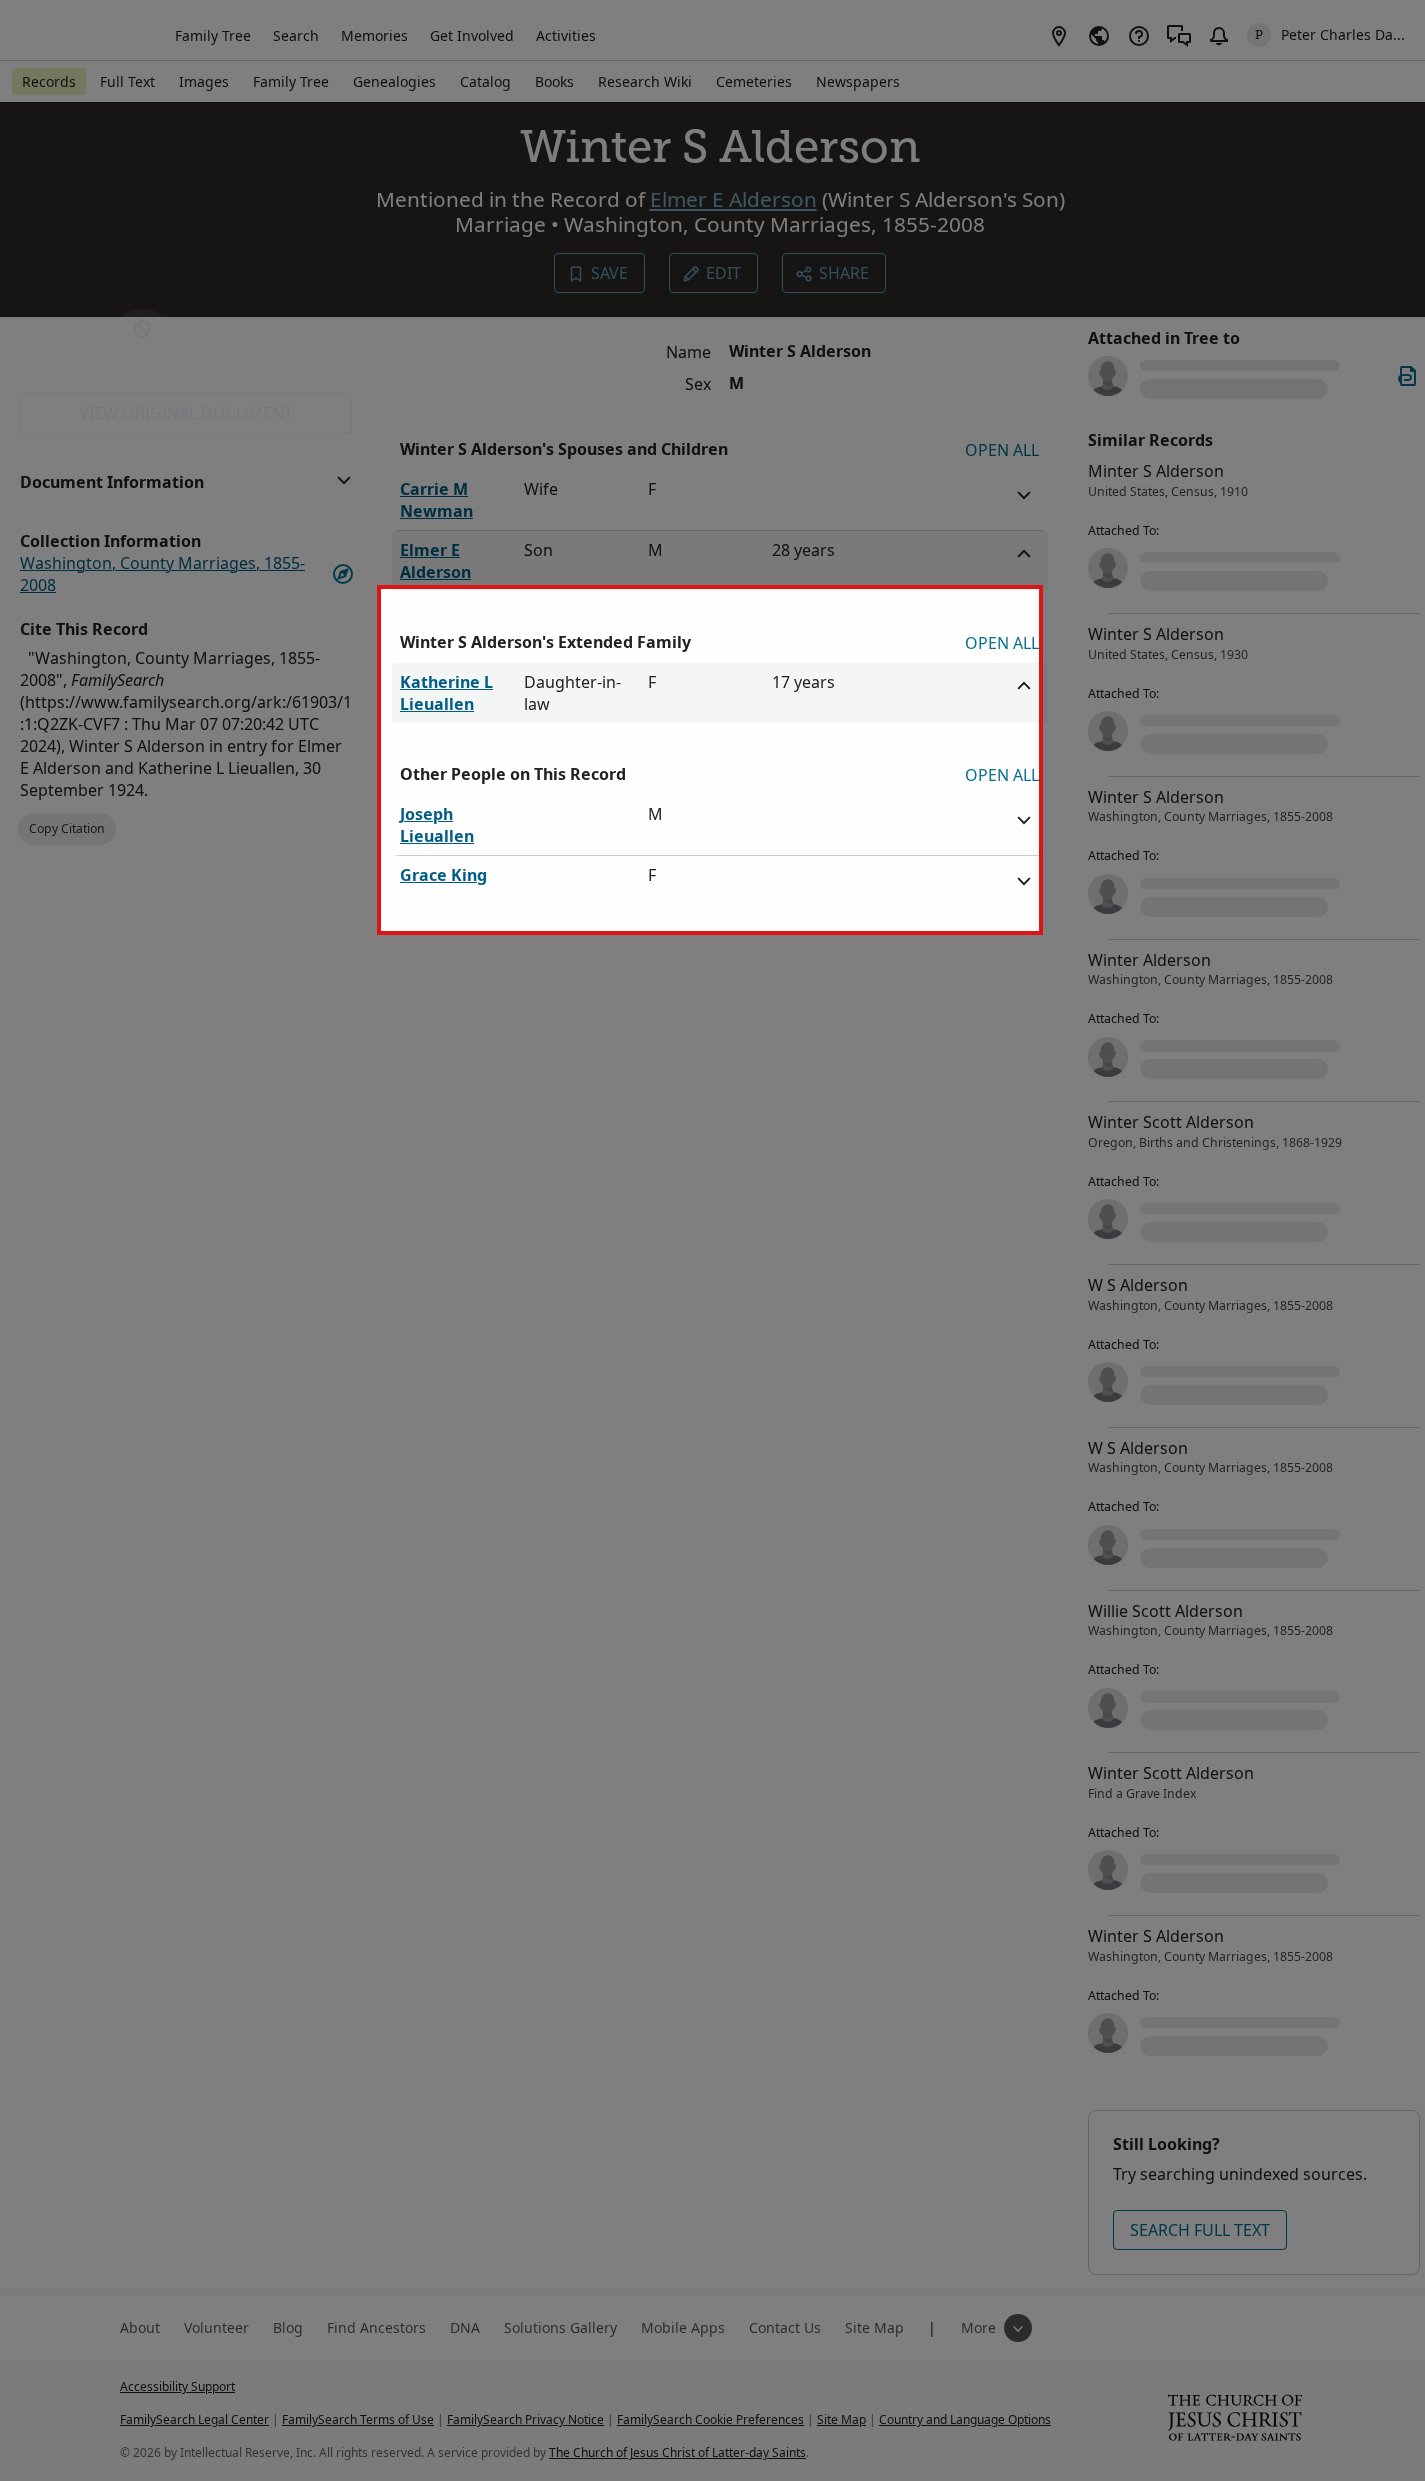 Family Tree Search Memories Get Involved Activities P Peter Charles Da...
Records Full Text Images Family Tree Genealogies Catalog Books Research Wiki Cemeteries Newspapers
Winter S Alderson
Mentioned in the Record of Elmer E Alderson (Winter S Alderson's Son)
Marriage • Washington, County Marriages, 1855-2008
SAVE EDIT SHARE
VIEW ORIGINAL DOCUMENT
Document Information
Collection Information
Washington, County Marriages, 1855-
2008
Cite This Record
"Washington, County Marriages, 1855-
2008", FamilySearch
(https://www.familysearch.org/ark:/61903/1
:1:Q2ZK-CVF7 : Thu Mar 07 07:20:42 UTC
2024), Winter S Alderson in entry for Elmer
E Alderson and Katherine L Lieuallen, 30
September 1924.
Copy Citation
Name Winter S Alderson
Sex M
Winter S Alderson's Spouses and Children OPEN ALL
Carrie M
Newman
Wife F
Elmer E
Alderson
Son M 28 years
Winter S Alderson's Extended Family OPEN ALL
Katherine L
Lieuallen
Daughter-in-
law
F 17 years
Other People on This Record OPEN ALL
Joseph
Lieuallen
M
Grace King F
Attached in Tree to
Similar Records
Minter S Alderson
United States, Census, 1910
Attached To:
Winter S Alderson
United States, Census, 1930
Attached To:
Winter S Alderson
Washington, County Marriages, 1855-2008
Attached To:
Winter Alderson
Washington, County Marriages, 1855-2008
Attached To:
Winter Scott Alderson
Oregon, Births and Christenings, 1868-1929
Attached To:
W S Alderson
Washington, County Marriages, 1855-2008
Attached To:
W S Alderson
Washington, County Marriages, 1855-2008
Attached To:
Willie Scott Alderson
Washington, County Marriages, 1855-2008
Attached To:
Winter Scott Alderson
Find a Grave Index
Attached To:
Winter S Alderson
Washington, County Marriages, 1855-2008
Attached To:
Still Looking?
Try searching unindexed sources.
SEARCH FULL TEXT
About Volunteer Blog Find Ancestors DNA Solutions Gallery Mobile Apps Contact Us Site Map | More
Accessibility Support
FamilySearch Legal Center | FamilySearch Terms of Use | FamilySearch Privacy Notice | FamilySearch Cookie Preferences | Site Map | Country and Language Options
© 2026 by Intellectual Reserve, Inc. All rights reserved. A service provided by The Church of Jesus Christ of Latter-day Saints.
THE CHURCH OF
JESUS CHRIST
OF LATTER-DAY SAINTS